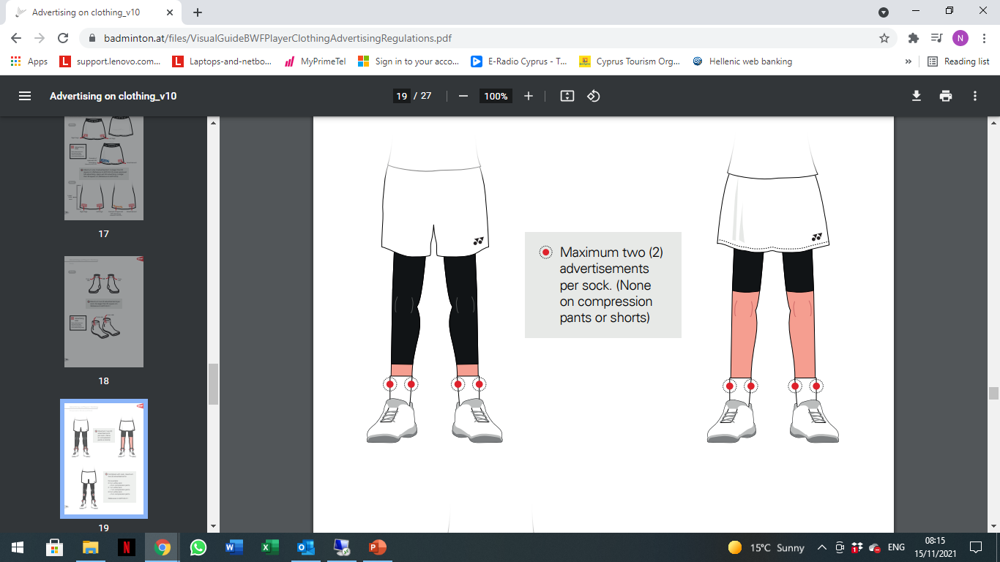 Advertising on clothing_v10
badminton.at/files/VisualGuideBWFPlayerClothingAdvertisingRegulations.pdf
N
Apps
support.lenovo.com...
Laptops-and-netbo...
MyPrimeTel
Sign in to your acco...
E-Radio Cyprus - T...
Cyprus Tourism Org...
Hellenic web banking
»
Reading list
Advertising on clothing_v10
19 / 27
100%
17
18
19
Maximum two (2)
advertisements
per sock. (None
on compression
pants or shorts)
15°C Sunny
ENG
08:15
15/11/2021